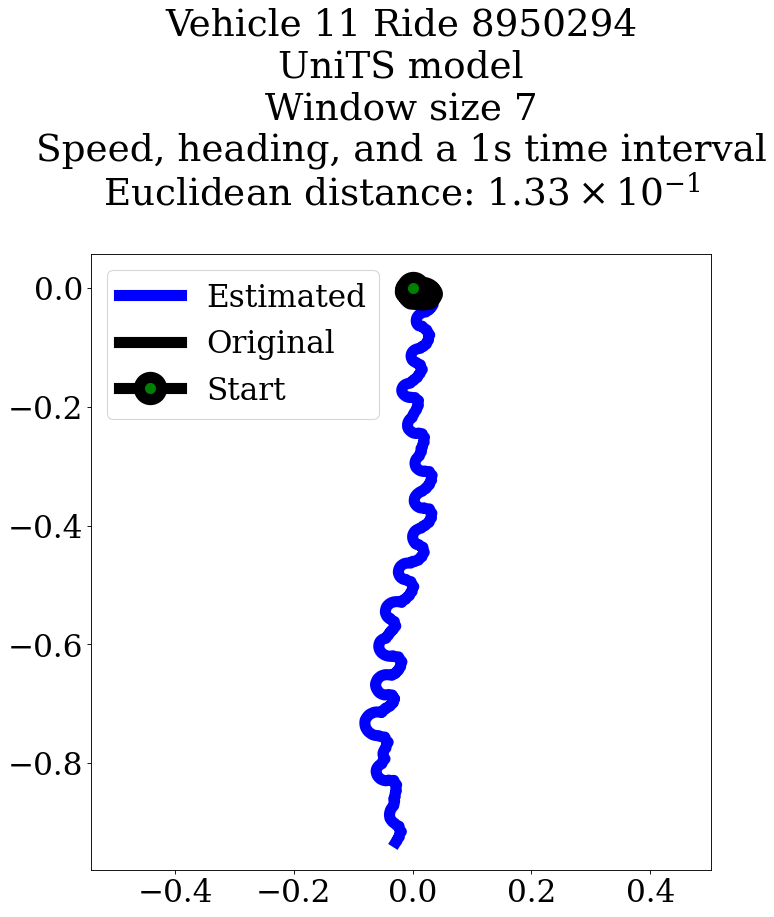 Vehicle 11 Ride 8950294
UniTS model
Window size 7
Speed, heading, and a 1s time interval
Euclidean distance: 1.33 × 10⁻¹
Estimated
Original
Start
0.0
−0.2
−0.4
−0.6
−0.8
−0.4
−0.2
0.0
0.2
0.4